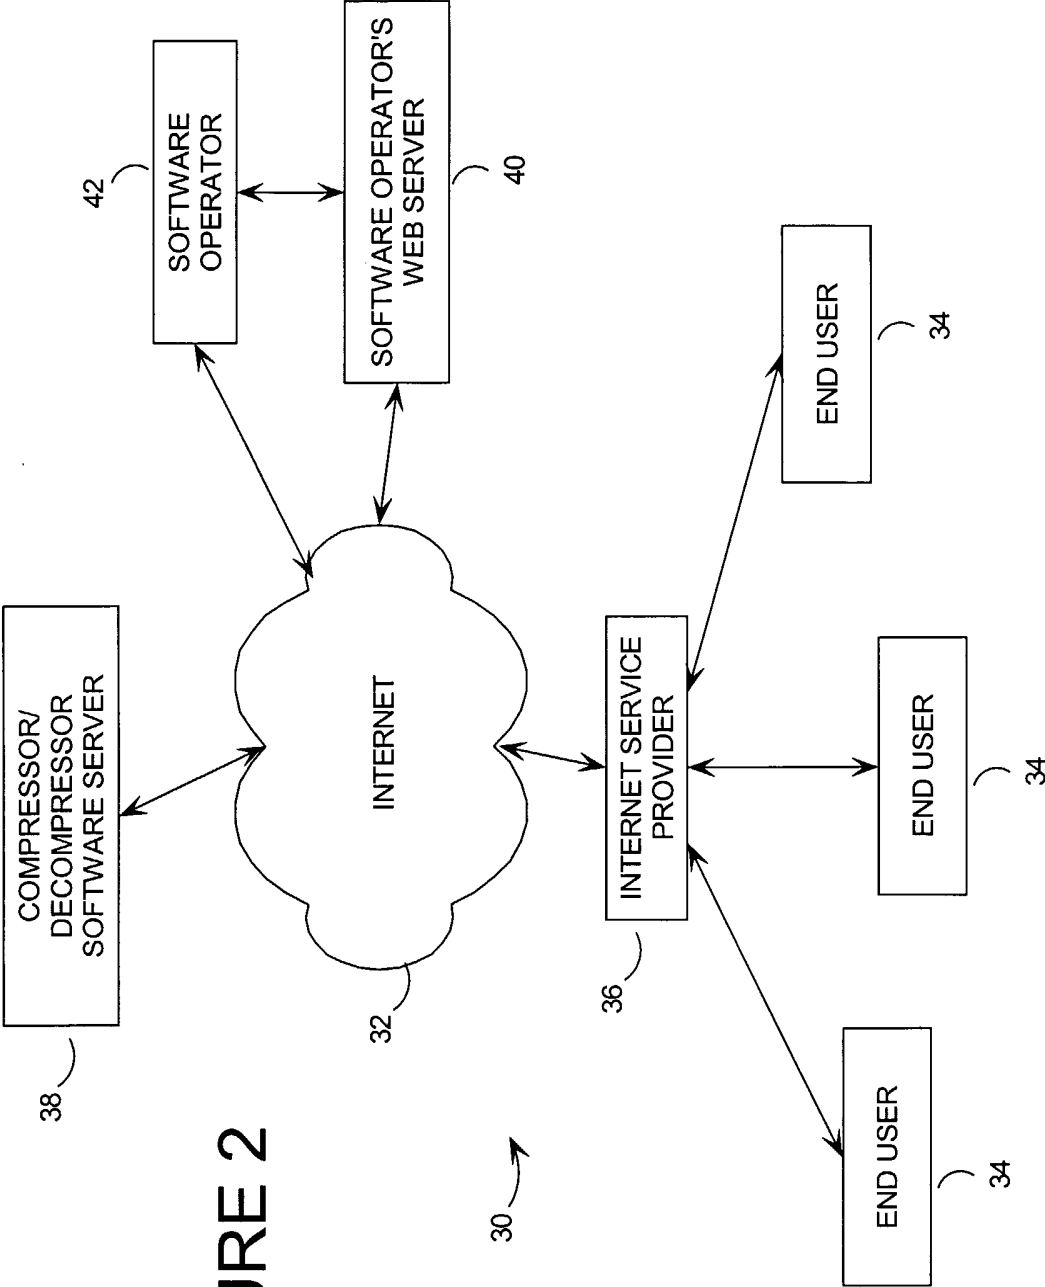 COMPRESSOR/
DECOMPRESSOR
SOFTWARE SERVER
38
42
SOFTWARE
OPERATOR
URE 2
32
INTERNET
SOFTWARE OPERATOR'S
WEB SERVER
40
30
36
INTERNET SERVICE
PROVIDER
END USER
34
END USER
34
END USER
34